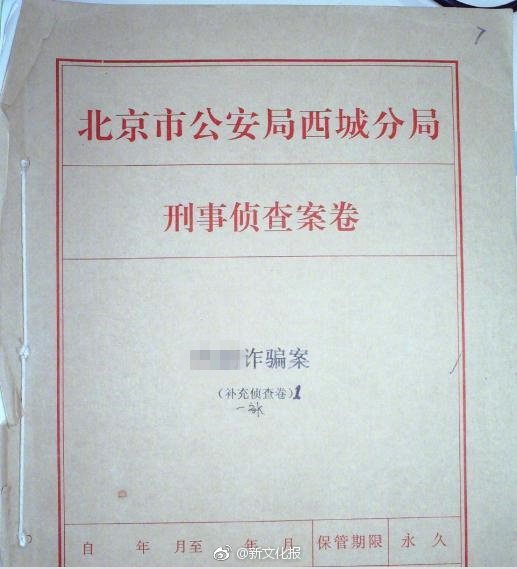 7
北京市公安局西城分局
刑事侦查案卷
诈骗案
(补充侦查卷)1
自 年 月至 年 月 保管期限 永久
@新文化报